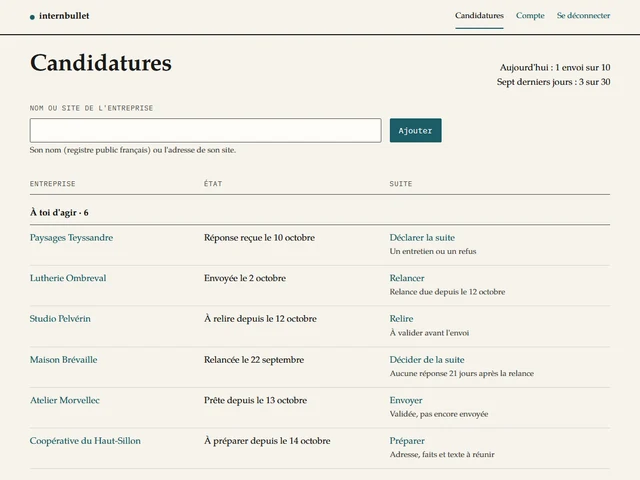 internbullet
Candidatures Compte Se déconnecter
Candidatures
Aujourd'hui : 1 envoi sur 10
Sept derniers jours : 3 sur 30
NOM OU SITE DE L'ENTREPRISE
Ajouter
Son nom (registre public français) ou l'adresse de son site.
ENTREPRISE ÉTAT SUITE
À toi d'agir · 6
Paysages Teyssandre Réponse reçue le 10 octobre Déclarer la suite
Un entretien ou un refus
Lutherie Ombreval Envoyée le 2 octobre Relancer
Relance due depuis le 12 octobre
Studio Pelvérin À relire depuis le 12 octobre Relire
À valider avant l'envoi
Maison Brévaille Relancée le 22 septembre Décider de la suite
Aucune réponse 21 jours après la relance
Atelier Morvellec Prête depuis le 13 octobre Envoyer
Validée, pas encore envoyée
Coopérative du Haut-Sillon À préparer depuis le 14 octobre Préparer
Adresse, faits et texte à réunir